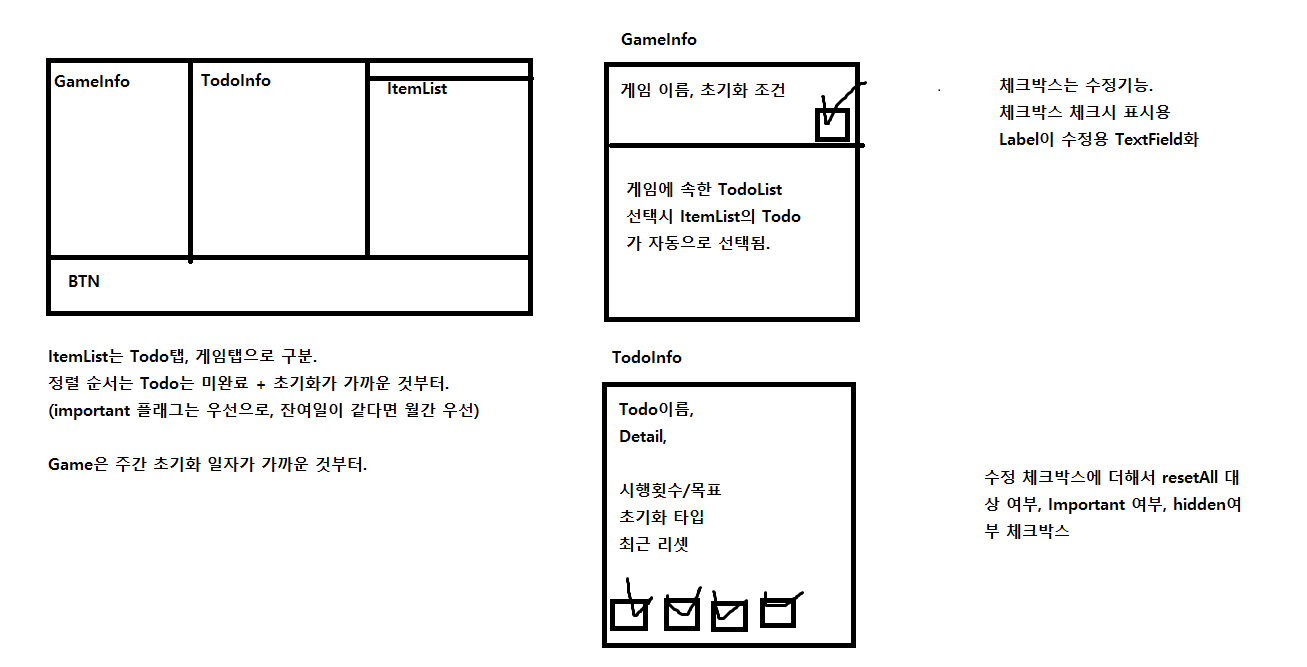 GameInfo
TodoInfo
ItemList
BTN
ItemList는 Todo탭, 게임탭으로 구분.
정렬 순서는 Todo는 미완료 + 초기화가 가까운 것부터.
(important 플래그는 우선으로, 잔여일이 같다면 월간 우선)
Game은 주간 초기화 일자가 가까운 것부터.
GameInfo
게임 이름, 초기화 조건
게임에 속한 TodoList
선택시 ItemList의 Todo
가 자동으로 선택됨.
체크박스는 수정기능.
체크박스 체크시 표시용
Label이 수정용 TextField화
TodoInfo
Todo이름,
Detail,
시행횟수/목표
초기화 타입
최근 리셋
수정 체크박스에 더해서 resetAll 대
상 여부, Important 여부, hidden여
부 체크박스